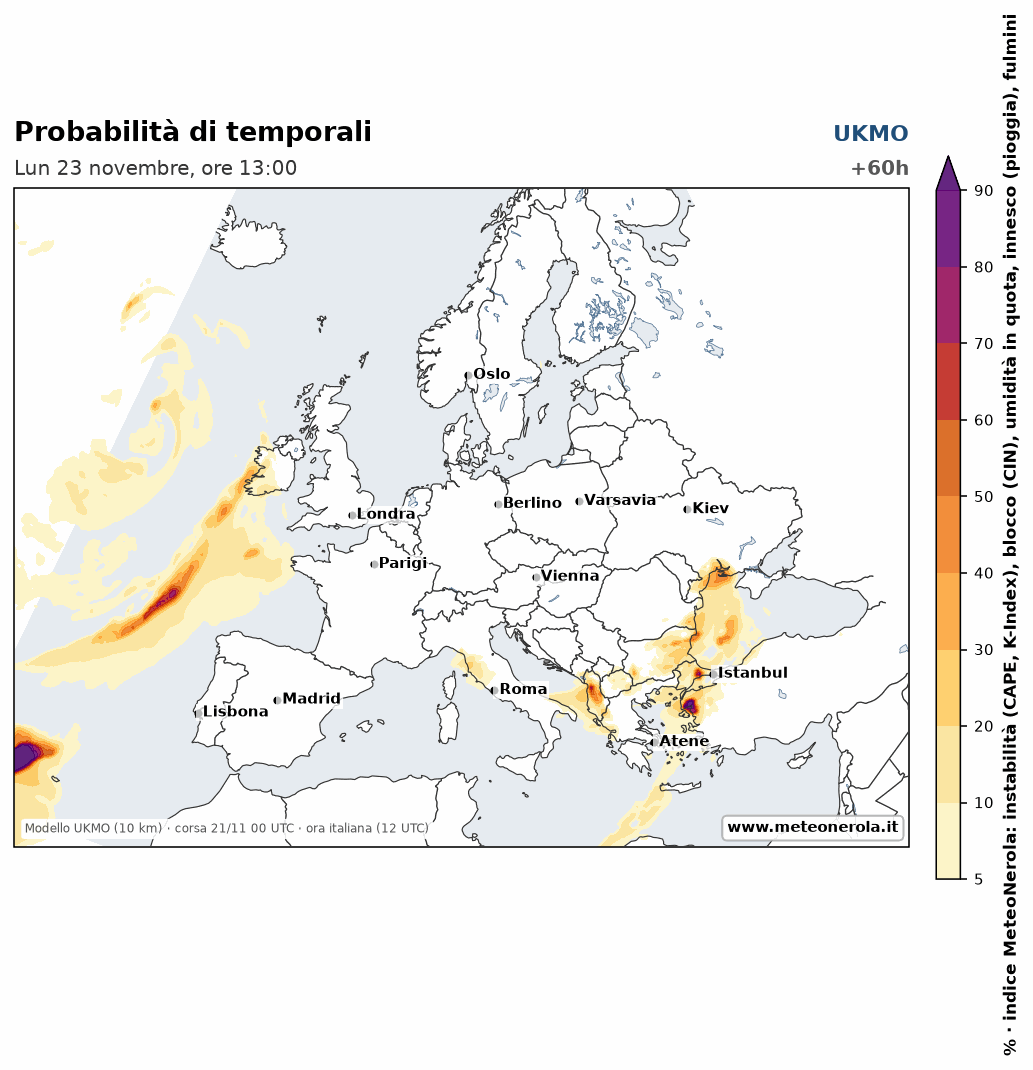 Probabilità di temporali
UKMO
Lun 23 novembre, ore 13:00
+60h
Oslo
Londra
Berlino
Varsavia
Kiev
Parigi
Vienna
Istanbul
Roma
Madrid
Lisbona
Atene
Modello UKMO (10 km) · corsa 21/11 00 UTC · ora italiana (12 UTC)
www.meteonerola.it
90
80
70
60
50
40
30
20
10
5
% · indice MeteoNerola: instabilità (CAPE, K-Index), blocco (CIN), umidità in quota, innesco (pioggia), fulmini